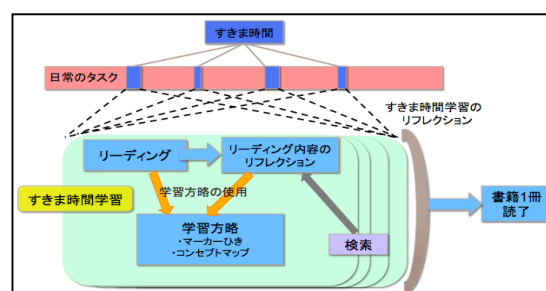 すきま時間
日常のタスク
すきま時間学習の
リフレクション
リーディング
リーディング内容の
リフレクション
学習方略の使用
すきま時間学習
学習方略
・マーカーひき
・コンセプトマップ
検索
書籍1冊
読了